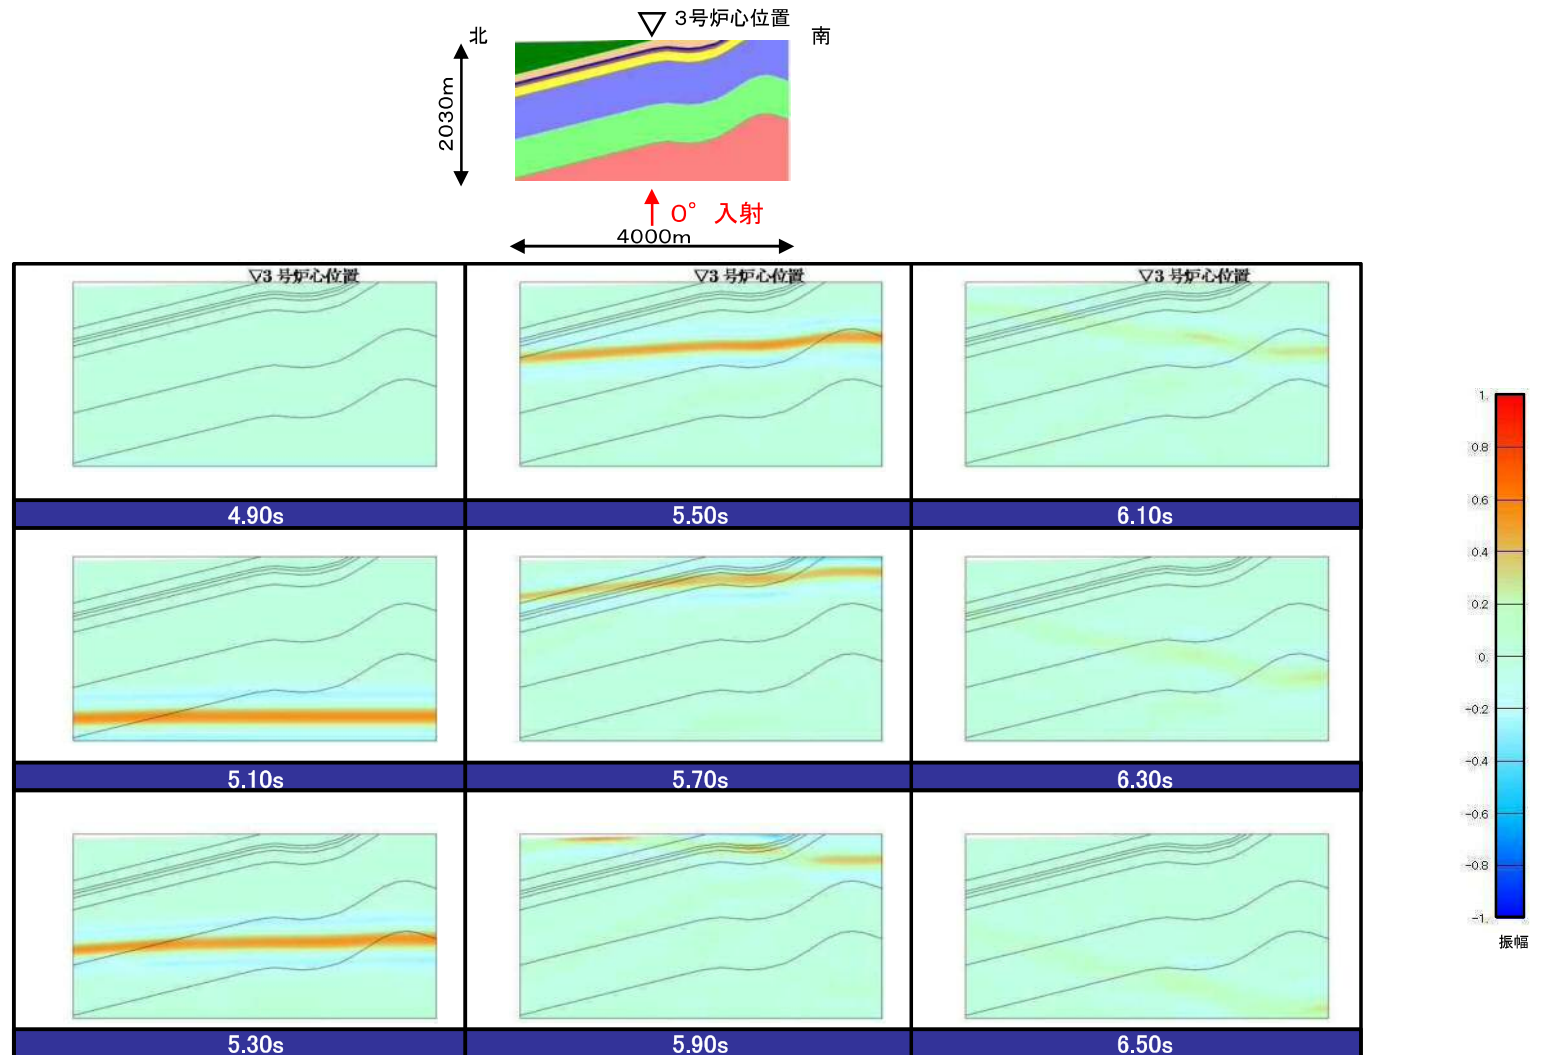 3号炉心位置
北
南
2030m
0° 入射
4000m
▽3 号炉心位置
▽3 号炉心位置
▽3 号炉心位置
4.90s
5.50s
6.10s
5.10s
5.70s
6.30s
5.30s
5.90s
6.50s
1.
0.8
0.6
0.4
0.2
0.
-0.2
-0.4
-0.6
-0.8
-1.
振幅